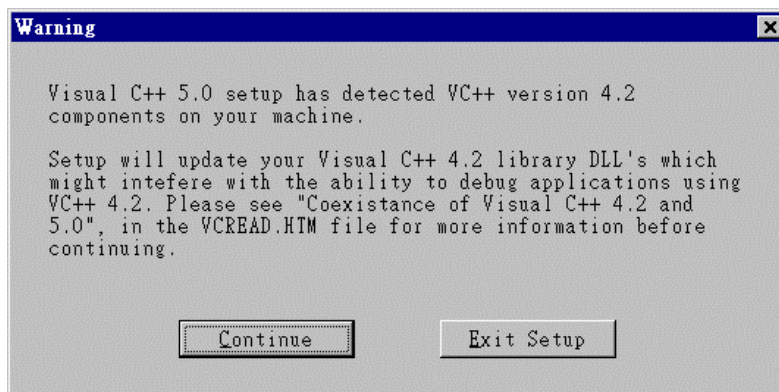 Warning
Visual C++ 5.0 setup has detected VC++ version 4.2
components on your machine.
Setup will update your Visual C++ 4.2 library DLL's which
might intefere with the ability to debug applications using
VC++ 4.2. Please see "Coexistance of Visual C++ 4.2 and
5.0", in the VCREAD.HTM file for more information before
continuing.
Continue
Exit Setup